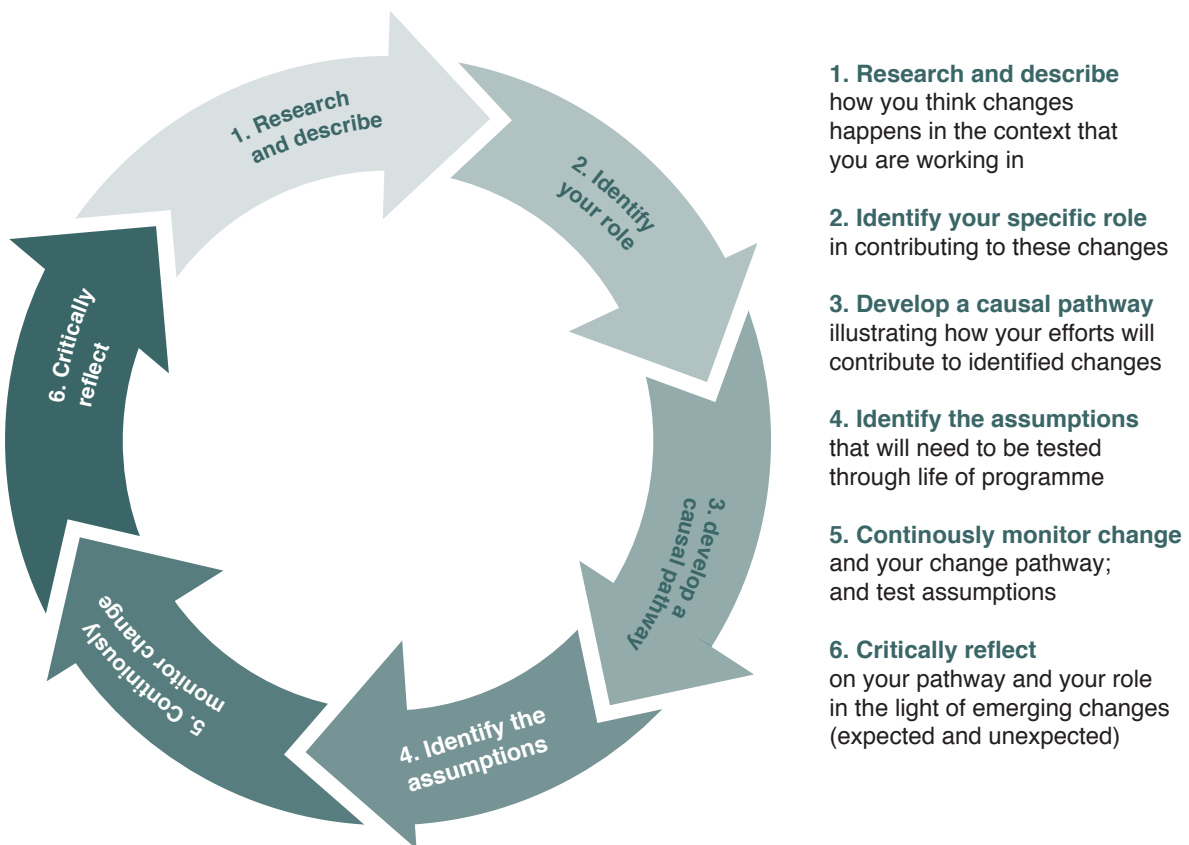 1. Research
and describe
2. Identify
your role
3. develop a
causal pathway
4. Identify the
assumptions
5. Continiously
monitor change
6. Critically
reflect
1. Research and describe
how you think changes
happens in the context that
you are working in
2. Identify your specific role
in contributing to these changes
3. Develop a causal pathway
illustrating how your efforts will
contribute to identified changes
4. Identify the assumptions
that will need to be tested
through life of programme
5. Continously monitor change
and your change pathway;
and test assumptions
6. Critically reflect
on your pathway and your role
in the light of emerging changes
(expected and unexpected)